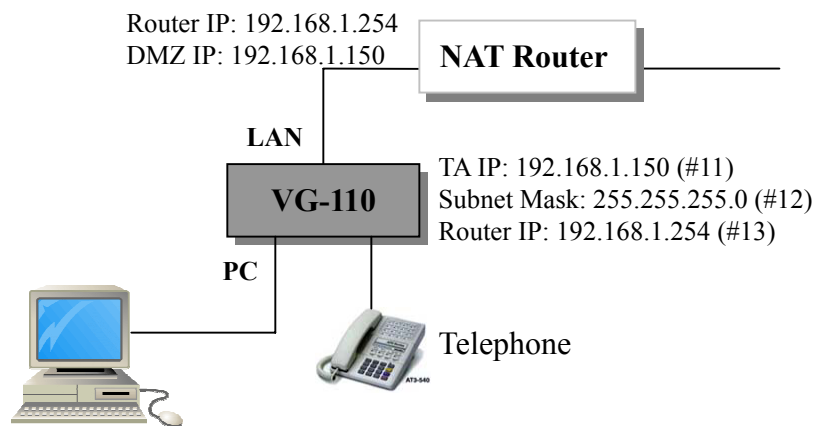 Router IP: 192.168.1.254
DMZ IP: 192.168.1.150
NAT Router
LAN
VG-110
TA IP: 192.168.1.150 (#11)
Subnet Mask: 255.255.255.0 (#12)
Router IP: 192.168.1.254 (#13)
PC
Telephone
AT3-540